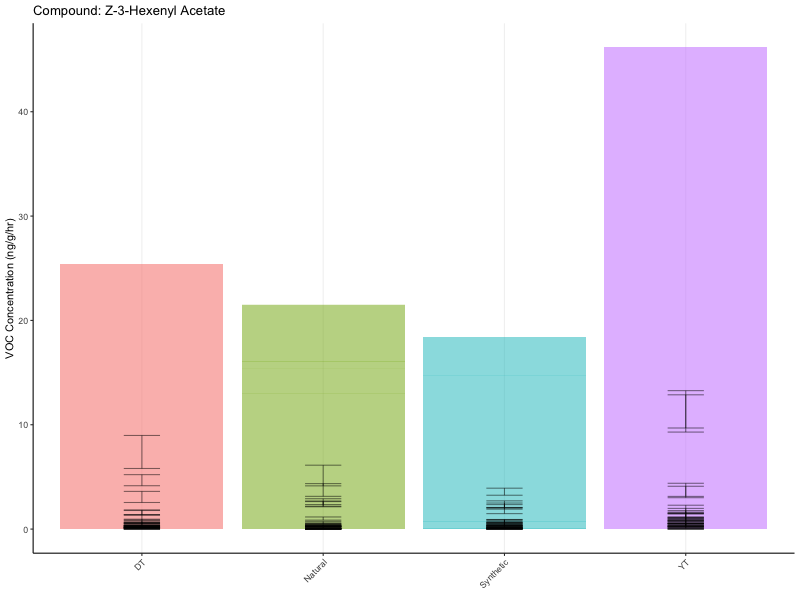 Compound: Z-3-Hexenyl Acetate
VOC Concentration (ng/g/hr)
40
30
20
10
0
DT
Natural
Synthetic
YT